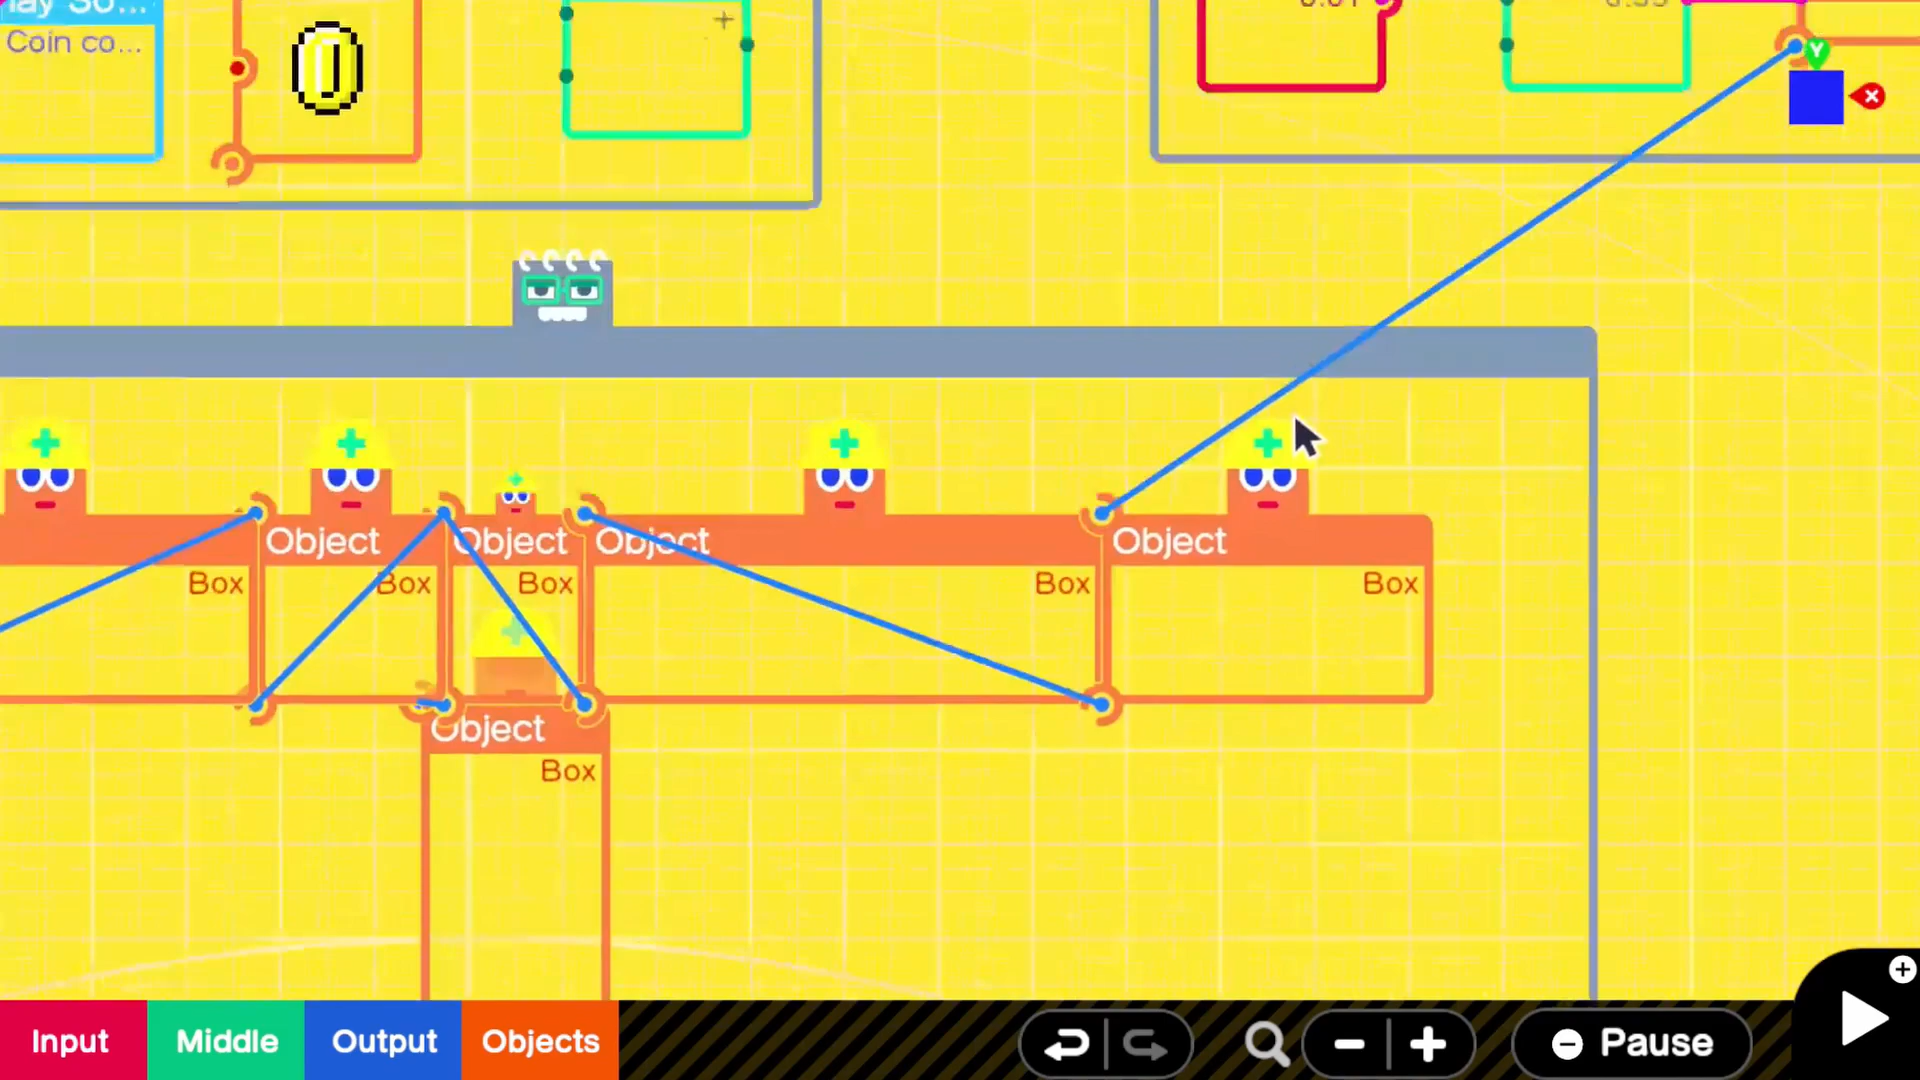 Coin co...
Object
Object
Object
Object
Box
Box
Box
Box
Box
Object
Box
Input
Middle
Output
Objects
Pause
Y